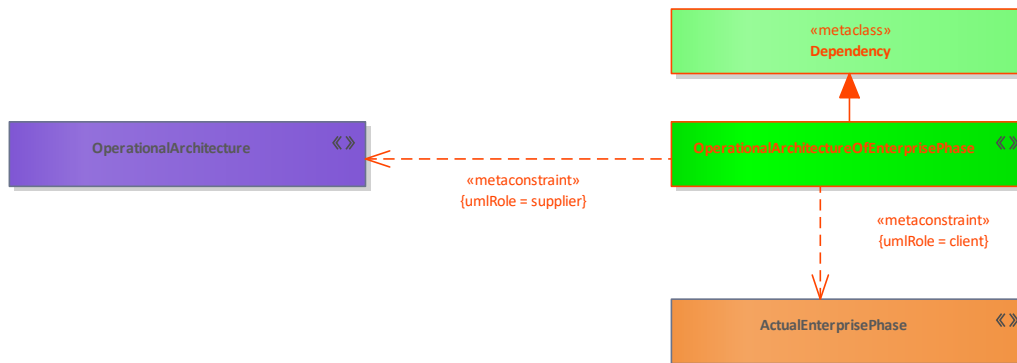 «metaclass»
Dependency
OperationalArchitecture
OperationalArchitectureOfEnterprisePhase
«metaconstraint»
{umlRole = supplier}
«metaconstraint»
{umlRole = client}
ActualEnterprisePhase